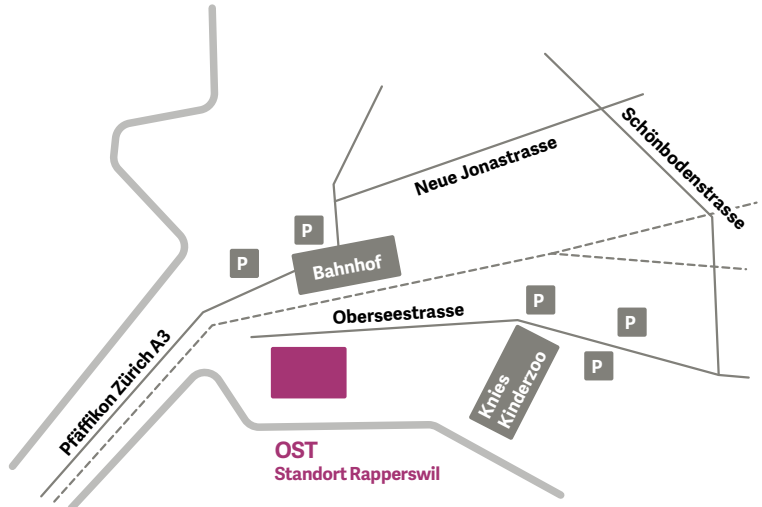 Schönbodenstrasse
Neue Jonastrasse
P
P
Bahnhof
P
Oberseestrasse
P
P
Pfäffikon Zürich A3
Knies
Kinderzoo
OST
Standort Rapperswil